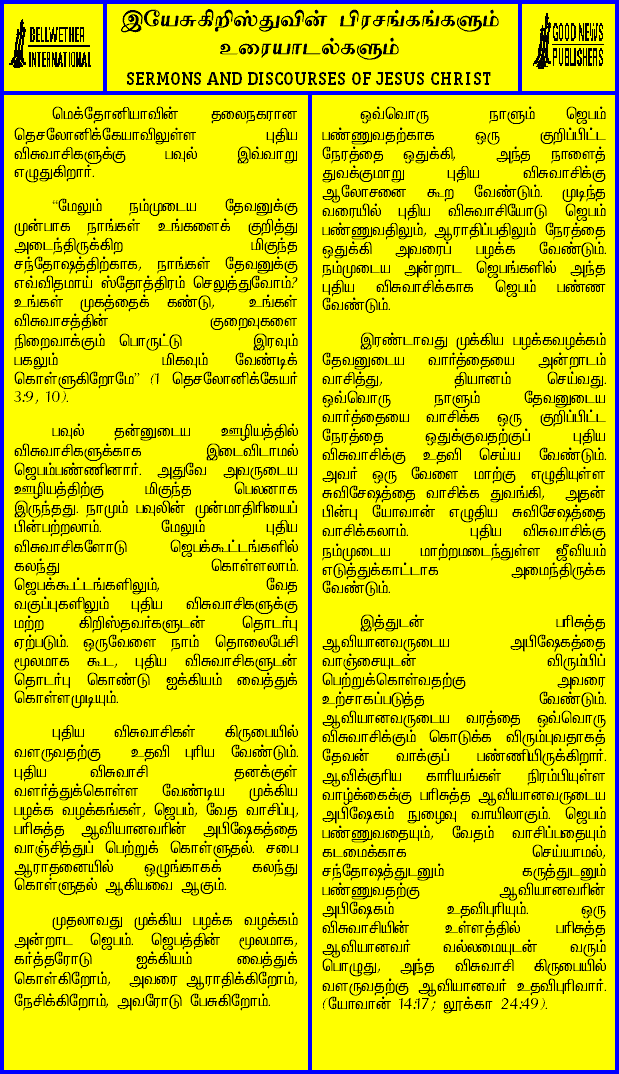 BELLWETHER
INTERNATIONAL
இயேசுகிறிஸ்துவின் பிரசங்கங்களும்
உரையாடல்களும்
SERMONS AND DISCOURSES OF JESUS CHRIST
GOOD NEWS
PUBLISHERS
மெக்தோனியாவின் தலைநகரான
தெசலோனிக்கேயாவிலுள்ள புதிய
விசுவாசிகளுக்கு பவுல் இவ்வாறு
எழுதுகிறார்.
“மேலும் நம்முடைய தேவனுக்கு
முன்பாக நாங்கள் உங்களைக் குறித்து
அடைந்திருக்கிற மிகுந்த
சந்தோஷத்திற்காக, நாங்கள் தேவனுக்கு
எவ்விதமாய் ஸ்தோத்திரம் செலுத்துவோம்?
உங்கள் முகத்தைக் கண்டு, உங்கள்
விசுவாசத்தின் குறைவுகளை
நிறைவாக்கும் பொருட்டு இரவும்
பகலும் மிகவும் வேண்டிக்
கொள்ளுகிறோமே” (1 தெசலோனிக்கேயர்
3:9, 10).
பவுல் தன்னுடைய ஊழியத்தில்
விசுவாசிகளுக்காக இடைவிடாமல்
ஜெபம்பண்ணினார். அதுவே அவருடைய
ஊழியத்திற்கு மிகுந்த பெலனாக
இருந்தது. நாமும் பவுலின் முன்மாதிரியைப்
பின்பற்றலாம். மேலும் புதிய
விசுவாசிகளோடு ஜெபக்கூட்டங்களில்
கலந்து கொள்ளலாம்.
ஜெபக்கூட்டங்களிலும், வேத
வகுப்புகளிலும் புதிய விசுவாசிகளுக்கு
மற்ற கிறிஸ்தவர்களுடன் தொடர்பு
ஏற்படும். ஒருவேளை நாம் தொலைபேசி
மூலமாக கூட, புதிய விசுவாசிகளுடன்
தொடர்பு கொண்டு ஐக்கியம் வைத்துக்
கொள்ளமுடியும்.
புதிய விசுவாசிகள் கிருபையில்
வளருவதற்கு உதவி புரிய வேண்டும்.
புதிய விசுவாசி தனக்குள்
வளர்த்துக்கொள்ள வேண்டிய முக்கிய
பழக்க வழக்கங்கள், ஜெபம், வேத வாசிப்பு,
பரிசுத்த ஆவியானவரின் அபிஷேகத்தை
வாஞ்சித்துப் பெற்றுக் கொள்ளுதல். சபை
ஆராதனையில் ஒழுங்காகக் கலந்து
கொள்ளுதல் ஆகியவை ஆகும்.
முதலாவது முக்கிய பழக்க வழக்கம்
அன்றாட ஜெபம். ஜெபத்தின் மூலமாக,
கர்த்தரோடு ஐக்கியம் வைத்துக்
கொள்கிறோம், அவரை ஆராதிக்கிறோம்,
நேசிக்கிறோம், அவரோடு பேசுகிறோம்.
ஒவ்வொரு நாளும் ஜெபம்
பண்ணுவதற்காக ஒரு குறிப்பிட்ட
நேரத்தை ஒதுக்கி, அந்த நாளைத்
துவக்குமாறு புதிய விசுவாசிக்கு
ஆலோசனை கூற வேண்டும். முடிந்த
வரையில் புதிய விசுவாசியோடு ஜெபம்
பண்ணுவதிலும், ஆராதிப்பதிலும் நேரத்தை
ஒதுக்கி அவரைப் பழக்க வேண்டும்.
நம்முடைய அன்றாட ஜெபங்களில் அந்த
புதிய விசுவாசிக்காக ஜெபம் பண்ண
வேண்டும்.
இரண்டாவது முக்கிய பழக்கவழக்கம்
தேவனுடைய வார்த்தையை அன்றாடம்
வாசித்து, தியானம் செய்வது.
ஒவ்வொரு நாளும் தேவனுடைய
வார்த்தையை வாசிக்க ஒரு குறிப்பிட்ட
நேரத்தை ஒதுக்குவதற்குப் புதிய
விசுவாசிக்கு உதவி செய்ய வேண்டும்.
அவர் ஒரு வேளை மாற்கு எழுதியுள்ள
சுவிசேஷத்தை வாசிக்க துவங்கி, அதன்
பின்பு யோவான் எழுதிய சுவிசேஷத்தை
வாசிக்கலாம். புதிய விசுவாசிக்கு
நம்முடைய மாற்றமடைந்துள்ள ஜீவியம்
எடுத்துக்காட்டாக அமைந்திருக்க
வேண்டும்.
இத்துடன் பரிசுத்த
ஆவியானவருடைய அபிஷேகத்தை
வாஞ்சையுடன் விரும்பிப்
பெற்றுக்கொள்வதற்கு அவரை
உற்சாகப்படுத்த வேண்டும்.
ஆவியானவருடைய வரத்தை ஒவ்வொரு
விசுவாசிக்கும் கொடுக்க விரும்புவதாகத்
தேவன் வாக்குப் பண்ணியிருக்கிறார்.
ஆவிக்குரிய காரியங்கள் நிரம்பியுள்ள
வாழ்க்கைக்கு பரிசுத்த ஆவியானவருடைய
அபிஷேகம் நுழைவு வாயிலாகும். ஜெபம்
பண்ணுவதையும், வேதம் வாசிப்பதையும்
கடமைக்காக செய்யாமல்,
சந்தோஷத்துடனும் கருத்துடனும்
பண்ணுவதற்கு ஆவியானவரின்
அபிஷேகம் உதவிபுரியும். ஒரு
விசுவாசியின் உள்ளத்தில் பரிசுத்த
ஆவியானவர் வல்லமையுடன் வரும்
பொழுது, அந்த விசுவாசி கிருபையில்
வளருவதற்கு ஆவியானவர் உதவிபுரிவார்.
(யோவான் 14:17; லூக்கா 24:49).